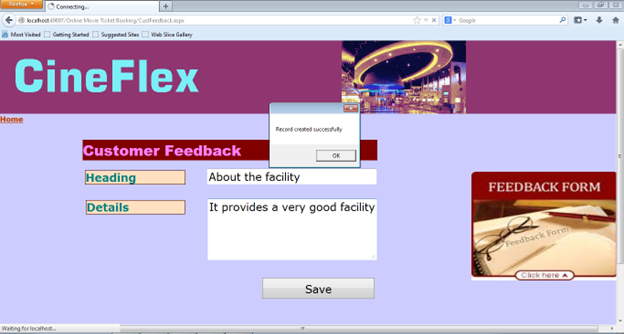 Firefox
Connecting...
localhost:49697/Online Movie Ticket Booking/CustFeedback.aspx
Google
Most Visited Getting Started Suggested Sites Web Slice Gallery
CineFlex
Home
Record created successfully
OK
Customer Feedback
Heading About the facility
Details It provides a very good facility
FEEDBACK FORM
Feedback Form
Click here
Save
Waiting for localhost...